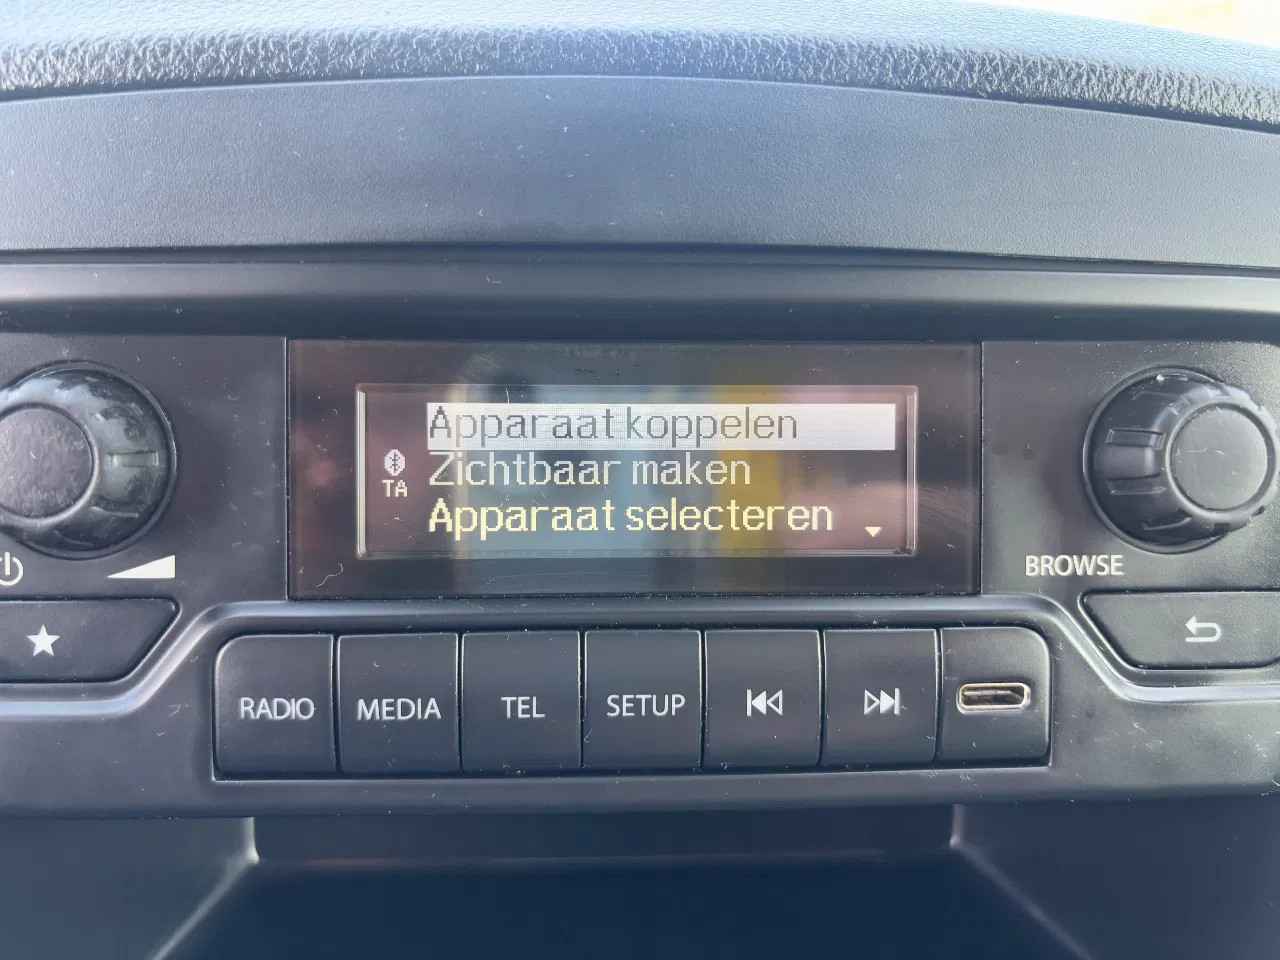 Apparaat koppelen
Zichtbaar maken
TA
Apparaat selecteren
BROWSE
RADIO
MEDIA
TEL
SETUP